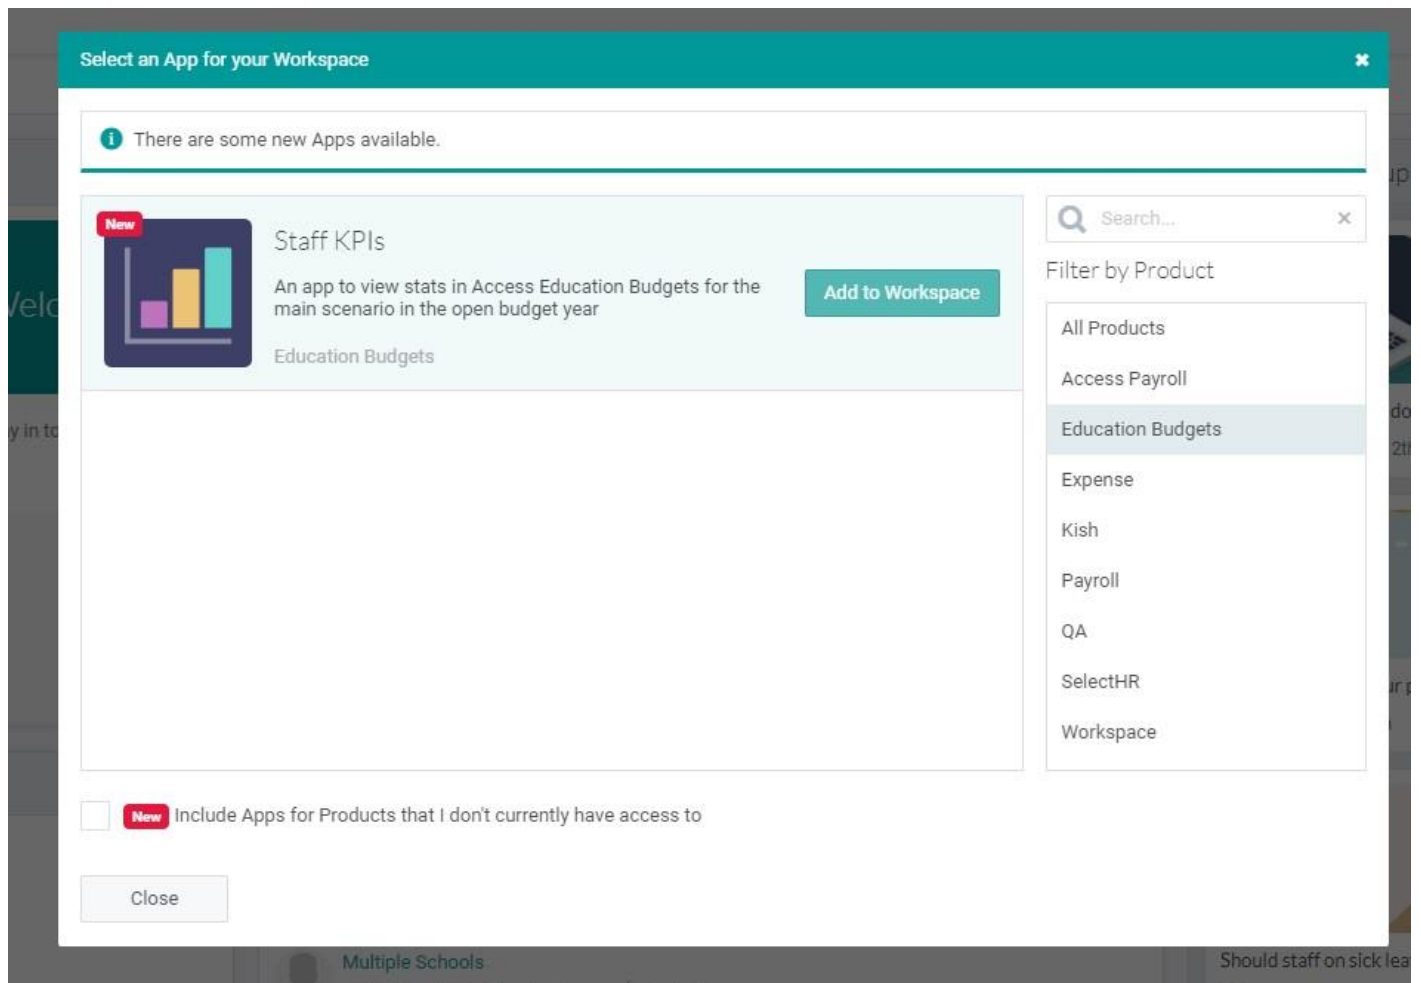 Select an App for your Workspace
There are some new Apps available.
New
Staff KPIs
An app to view stats in Access Education Budgets for the
main scenario in the open budget year
Education Budgets
Add to Workspace
Search...
Filter by Product
All Products
Access Payroll
Education Budgets
Expense
Kish
Payroll
QA
SelectHR
Workspace
New Include Apps for Products that I don't currently have access to
Close
Multiple Schools
Should staff on sick lea